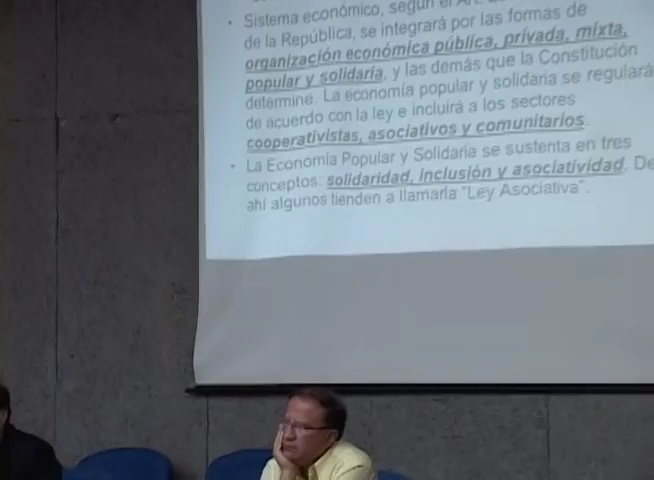 • Sistema económico, según el Art.
de la República, se integrará por las formas de
organización económica pública, privada, mixta,
popular y solidaria, y las demás que la Constitución
determine. La economía popular y solidaria se regulará
de acuerdo con la ley e incluirá a los sectores
cooperativistas, asociativos y comunitarios.
• La Economía Popular y Solidaria se sustenta en tres
conceptos: solidaridad, inclusión y asociatividad. De
ahí algunos tienden a llamarla "Ley Asociativa".